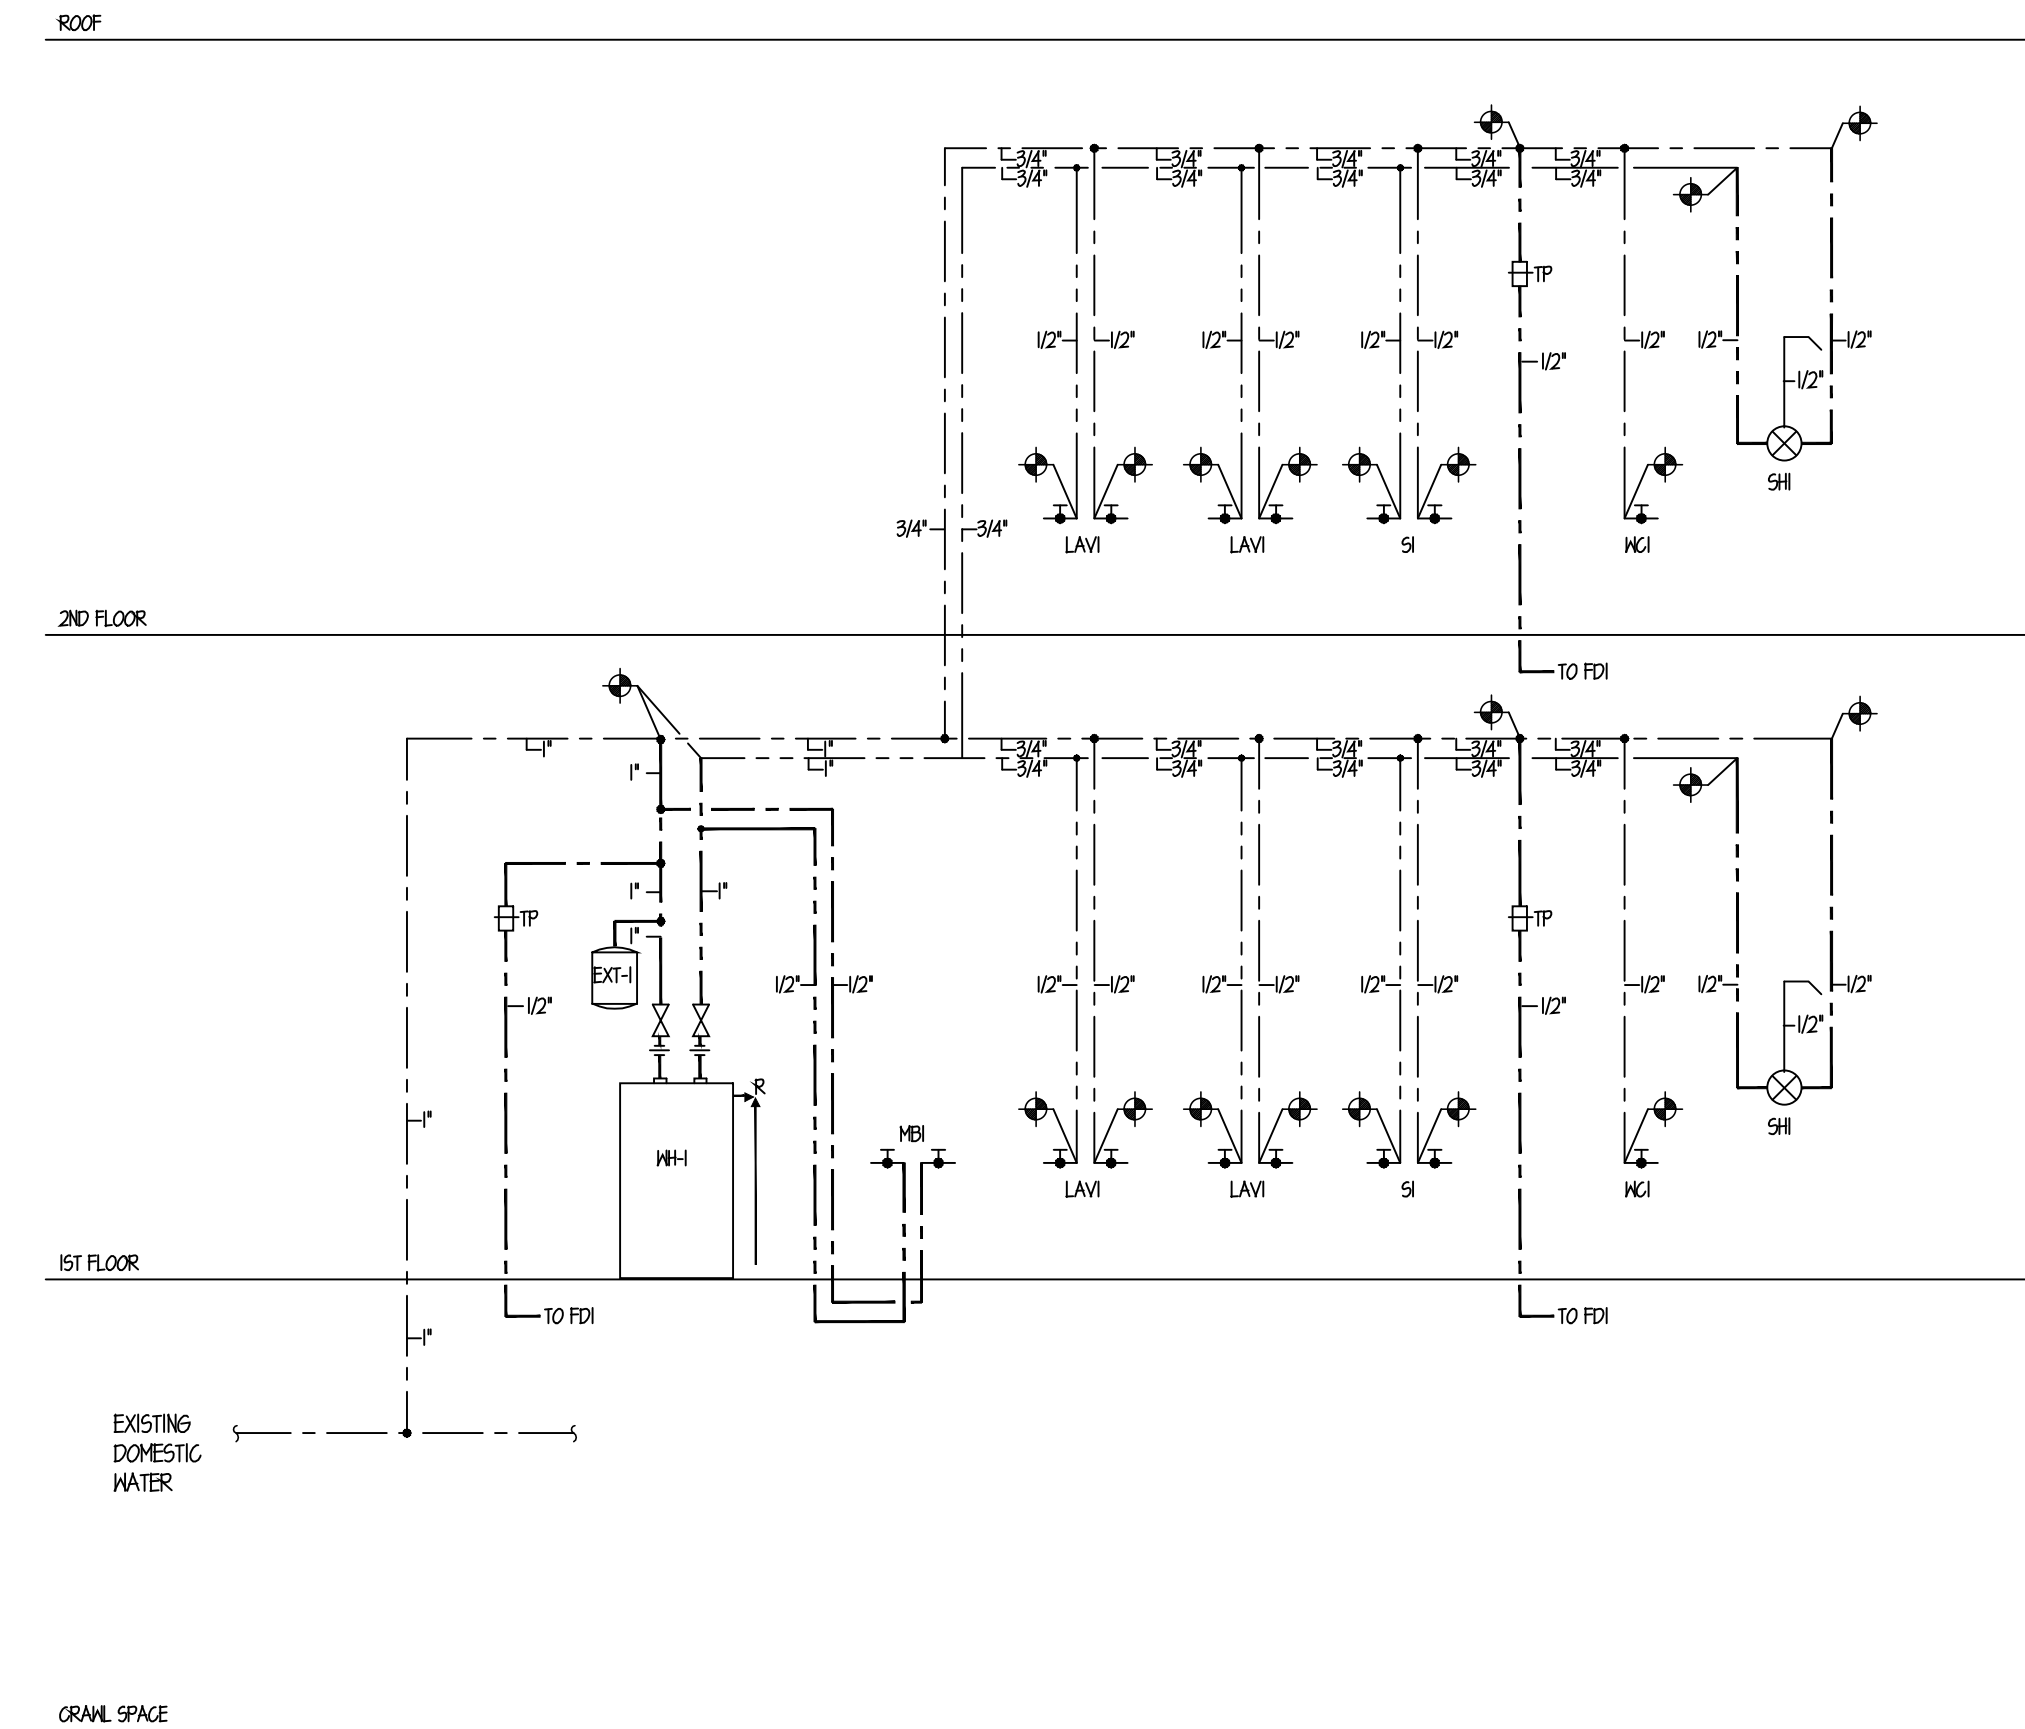 ROOF
3/4" 3/4" 3/4" 3/4" 3/4"
3/4" 3/4" 3/4" 3/4" 3/4"
TP
1/2" 1/2" 1/2" 1/2" 1/2" 1/2" 1/2" 1/2" 1/2"
1/2"
1/2"
SH1
3/4" 3/4"
LAV1 LAV1 S1 WC1
2ND FLOOR
TO FD1
1" 1" 3/4" 3/4" 3/4" 3/4" 3/4"
1" 1" 3/4" 3/4" 3/4" 3/4" 3/4"
1" 1"
TP TP
1"
EXT-1
1/2" 1/2" 1/2" 1/2" 1/2" 1/2" 1/2" 1/2" 1/2" 1/2" 1/2"
1/2" 1/2"
1/2"
R
1"
SH1
MB1
WH-1
LAV1 LAV1 S1 WC1
1ST FLOOR
TO FD1 TO FD1
1"
EXISTING
DOMESTIC
WATER
CRAWL SPACE